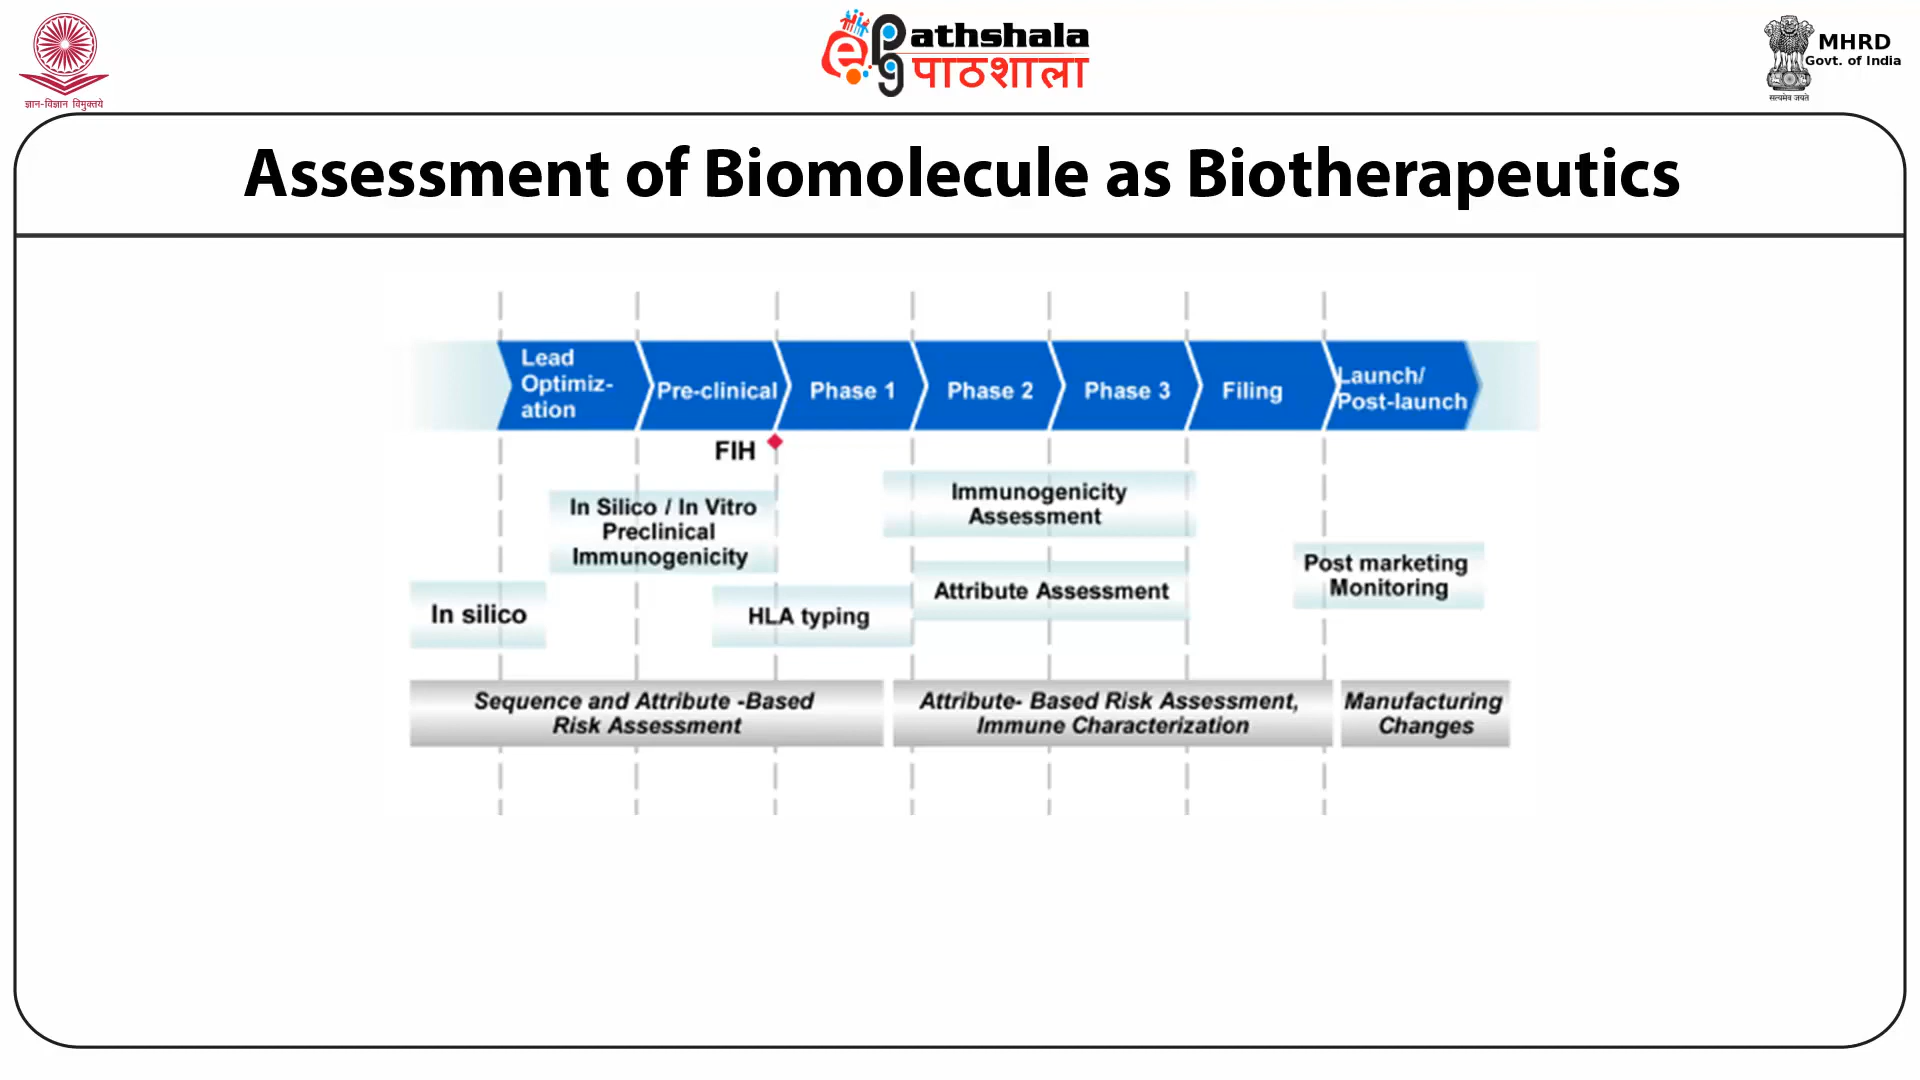 ज्ञान-विज्ञान विमुक्तये
ePathshala
पाठशाला
MHRD
Govt. of India
सत्यमेव जयते
Assessment of Biomolecule as Biotherapeutics
Lead
Optimiz-
ation
Pre-clinical
Phase 1
Phase 2
Phase 3
Filing
Launch/
Post-launch
FIH
In Silico / In Vitro
Preclinical
Immunogenicity
Immunogenicity
Assessment
Post marketing
Monitoring
In silico
HLA typing
Attribute Assessment
Sequence and Attribute -Based
Risk Assessment
Attribute- Based Risk Assessment,
Immune Characterization
Manufacturing
Changes